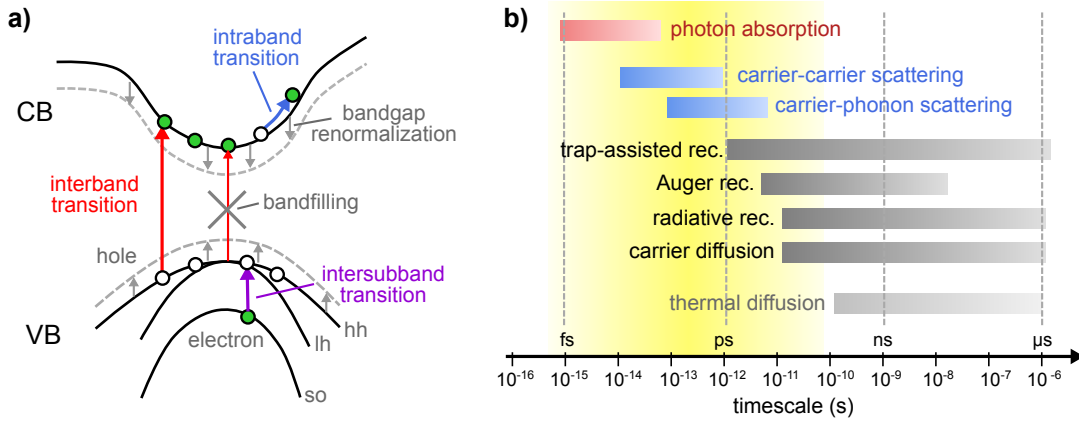 a)
intraband
transition
CB
bandgap
renormalization
interband
transition
bandfilling
hole
intersubband
transition
VB
electron
hh
lh
so
b)
photon absorption
carrier-carrier scattering
carrier-phonon scattering
trap-assisted rec.
Auger rec.
radiative rec.
carrier diffusion
thermal diffusion
fs
ps
ns
µs
10-16 10-15 10-14 10-13 10-12 10-11 10-10 10-9 10-8 10-7 10-6
timescale (s)